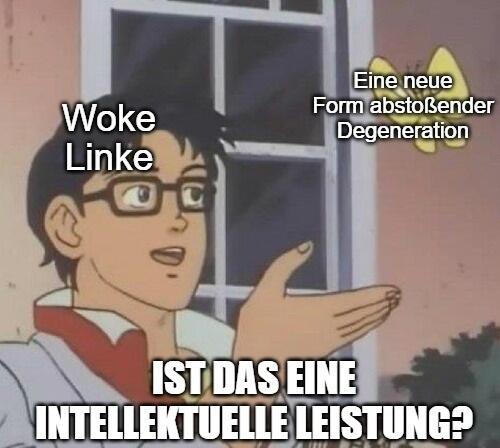 Woke
Linke
Eine neue
Form abstoßender
Degeneration
IST DAS EINE
INTELLEKTUELLE LEISTUNG?